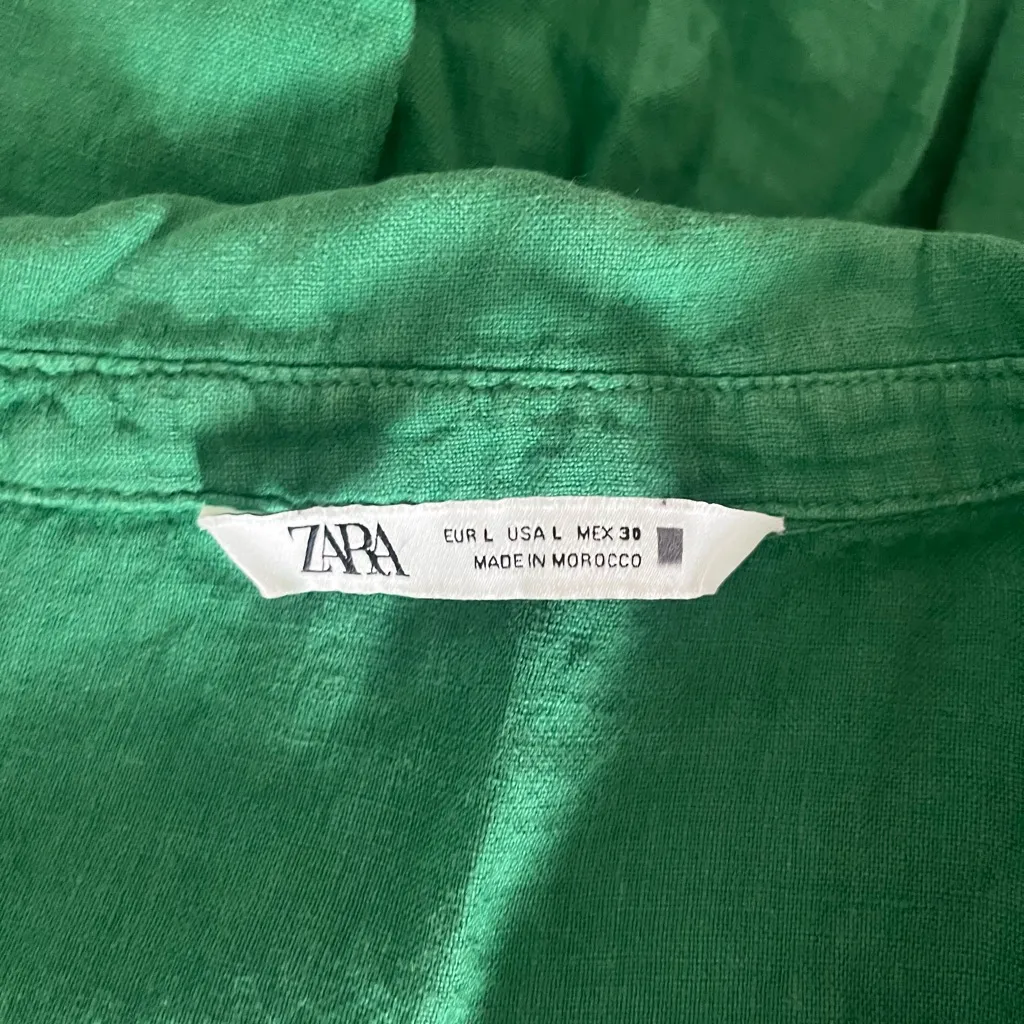 ZARA
EUR L USA L MEX 30
MADE IN MOROCCO